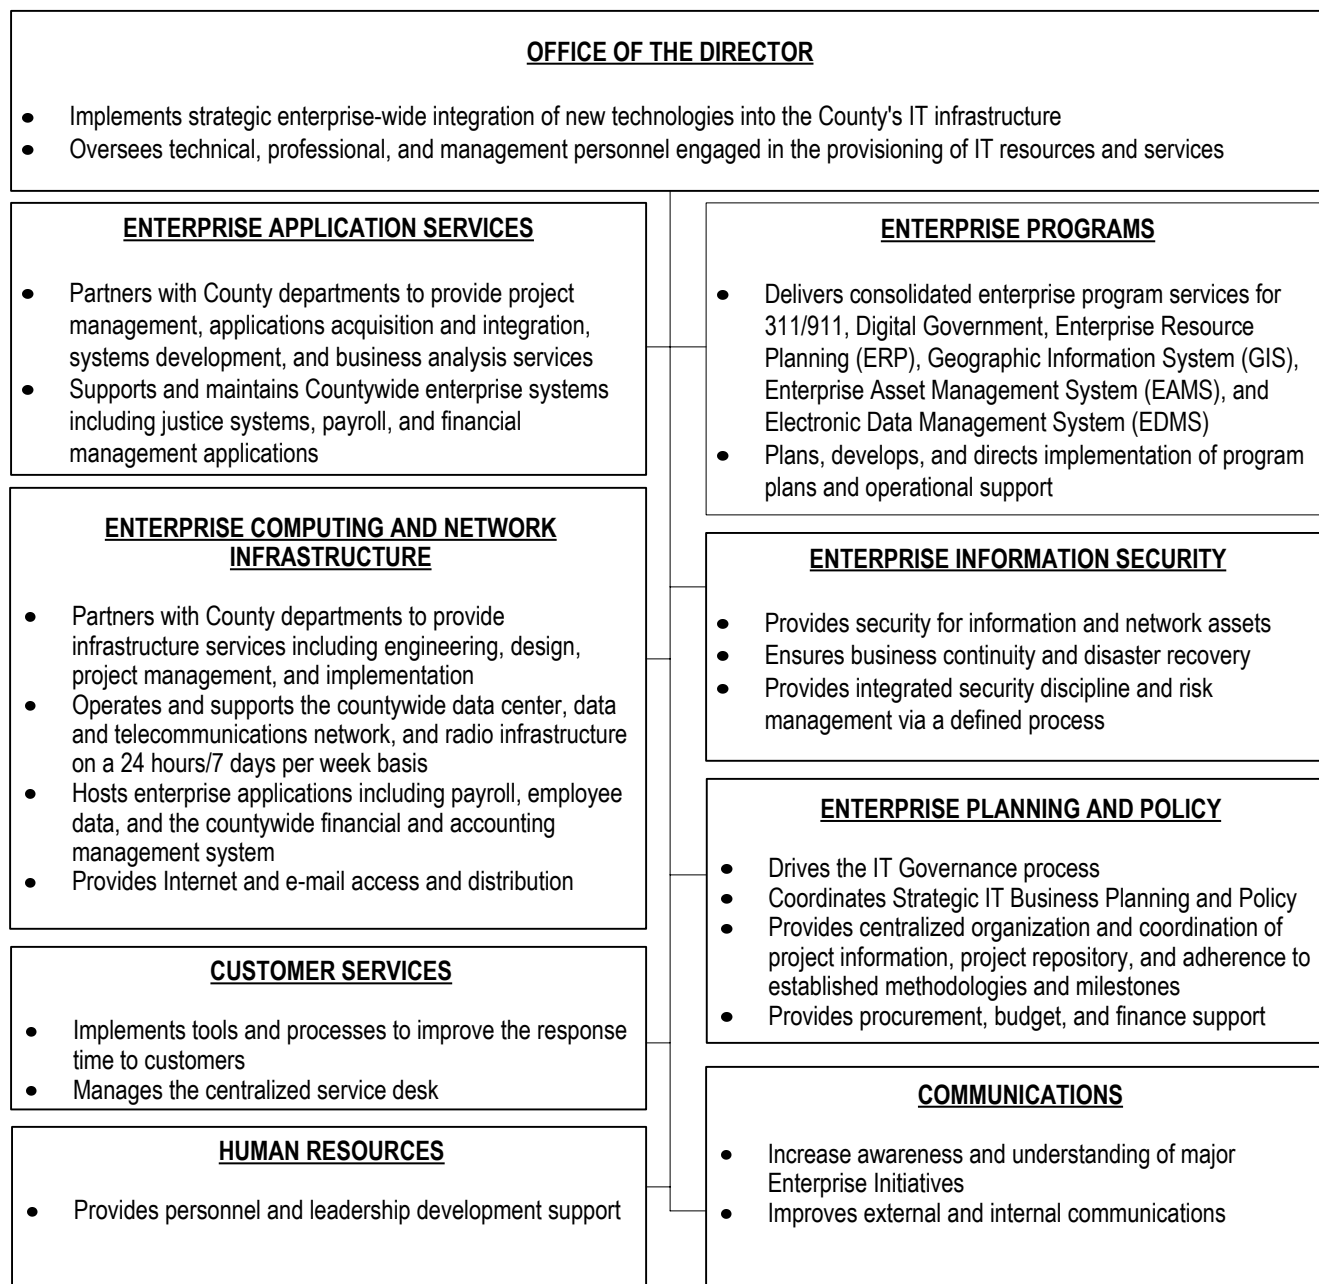 OFFICE OF THE DIRECTOR
● Implements strategic enterprise-wide integration of new technologies into the County's IT infrastructure
● Oversees technical, professional, and management personnel engaged in the provisioning of IT resources and services
ENTERPRISE APPLICATION SERVICES
● Partners with County departments to provide project
management, applications acquisition and integration,
systems development, and business analysis services
● Supports and maintains Countywide enterprise systems
including justice systems, payroll, and financial
management applications
ENTERPRISE COMPUTING AND NETWORK
INFRASTRUCTURE
● Partners with County departments to provide
infrastructure services including engineering, design,
project management, and implementation
● Operates and supports the countywide data center, data
and telecommunications network, and radio infrastructure
on a 24 hours/7 days per week basis
● Hosts enterprise applications including payroll, employee
data, and the countywide financial and accounting
management system
● Provides Internet and e-mail access and distribution
CUSTOMER SERVICES
● Implements tools and processes to improve the response
time to customers
● Manages the centralized service desk
HUMAN RESOURCES
● Provides personnel and leadership development support
ENTERPRISE PROGRAMS
● Delivers consolidated enterprise program services for
311/911, Digital Government, Enterprise Resource
Planning (ERP), Geographic Information System (GIS),
Enterprise Asset Management System (EAMS), and
Electronic Data Management System (EDMS)
● Plans, develops, and directs implementation of program
plans and operational support
ENTERPRISE INFORMATION SECURITY
● Provides security for information and network assets
● Ensures business continuity and disaster recovery
● Provides integrated security discipline and risk
management via a defined process
ENTERPRISE PLANNING AND POLICY
● Drives the IT Governance process
● Coordinates Strategic IT Business Planning and Policy
● Provides centralized organization and coordination of
project information, project repository, and adherence to
established methodologies and milestones
● Provides procurement, budget, and finance support
COMMUNICATIONS
● Increase awareness and understanding of major
Enterprise Initiatives
● Improves external and internal communications